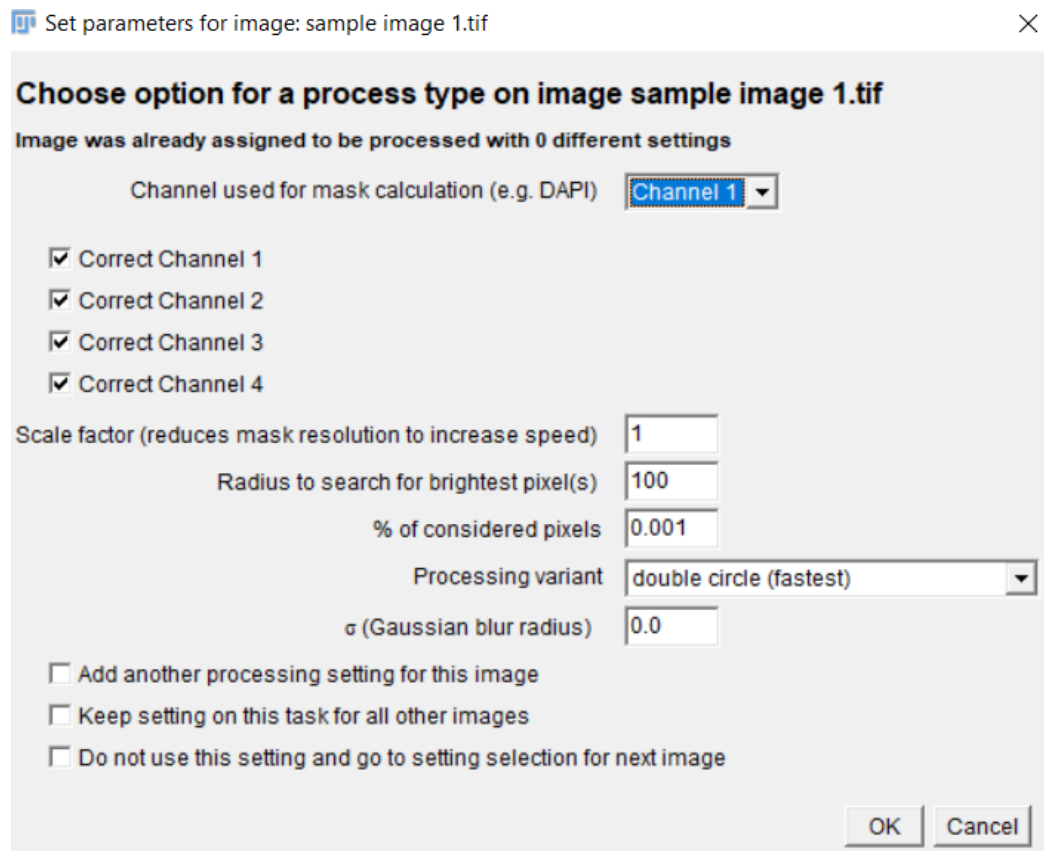 Set parameters for image: sample image 1.tif
Choose option for a process type on image sample image 1.tif
Image was already assigned to be processed with 0 different settings
Channel used for mask calculation (e.g. DAPI) Channel 1
Correct Channel 1
Correct Channel 2
Correct Channel 3
Correct Channel 4
Scale factor (reduces mask resolution to increase speed) 1
Radius to search for brightest pixel(s) 100
% of considered pixels 0.001
Processing variant double circle (fastest)
σ (Gaussian blur radius) 0.0
Add another processing setting for this image
Keep setting on this task for all other images
Do not use this setting and go to setting selection for next image
OK Cancel